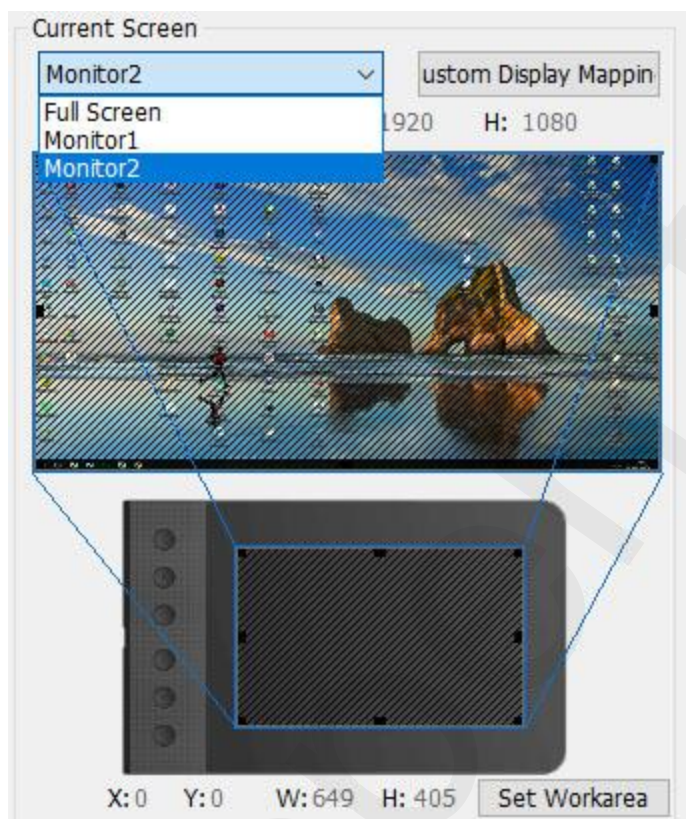 Current Screen
Monitor2 ustom Display Mappin
Full Screen
Monitor1 1920 H: 1080
Monitor2
X: 0 Y: 0 W: 649 H: 405 Set Workarea